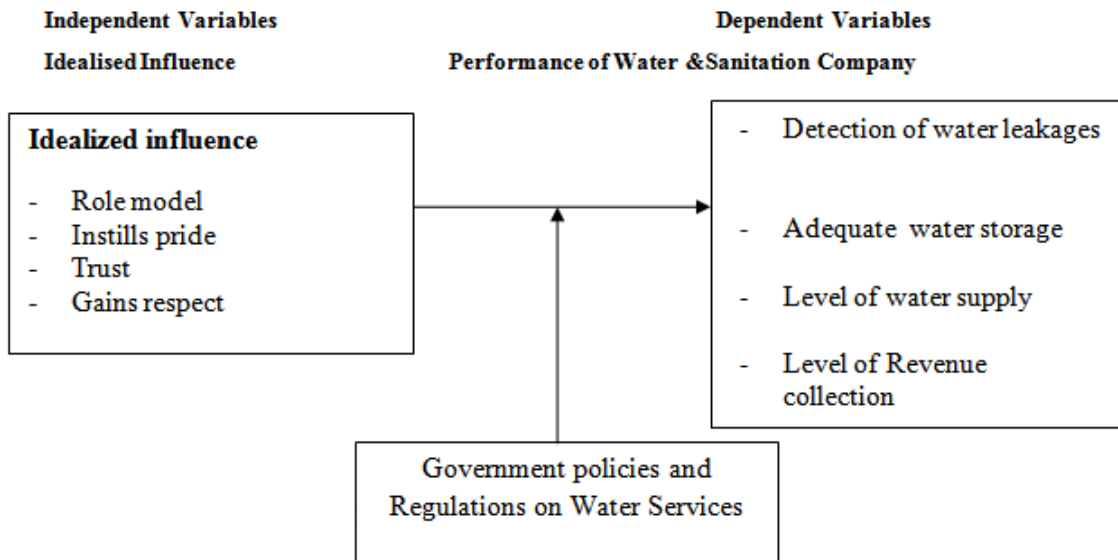 Independent Variables
Dependent Variables
Idealised Influence
Performance of Water &Sanitation Company
Idealized influence
- Role model
- Instills pride
- Trust
- Gains respect
- Detection of water leakages
- Adequate water storage
- Level of water supply
- Level of Revenue
collection
Government policies and
Regulations on Water Services